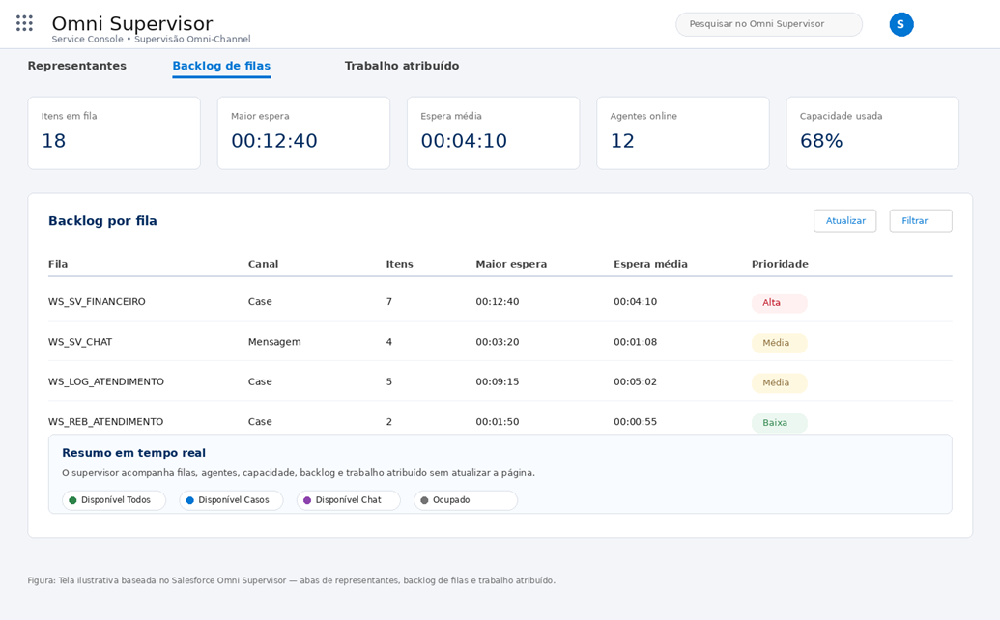 Omni Supervisor
Service Console • Supervisão Omni-Channel
Pesquisar no Omni Supervisor
S
Representantes Backlog de filas Trabalho atribuído
Itens em fila Maior espera Espera média Agentes online Capacidade usada
18 00:12:40 00:04:10 12 68%
Backlog por fila Atualizar Filtrar
Fila Canal Itens Maior espera Espera média Prioridade
WS_SV_FINANCEIRO Case 7 00:12:40 00:04:10 Alta
WS_SV_CHAT Mensagem 4 00:03:20 00:01:08 Média
WS_LOG_ATENDIMENTO Case 5 00:09:15 00:05:02 Média
WS_REB_ATENDIMENTO Case 2 00:01:50 00:00:55 Baixa
Resumo em tempo real
O supervisor acompanha filas, agentes, capacidade, backlog e trabalho atribuído sem atualizar a página.
Disponível Todos Disponível Casos Disponível Chat Ocupado
Figura: Tela ilustrativa baseada no Salesforce Omni Supervisor — abas de representantes, backlog de filas e trabalho atribuído.